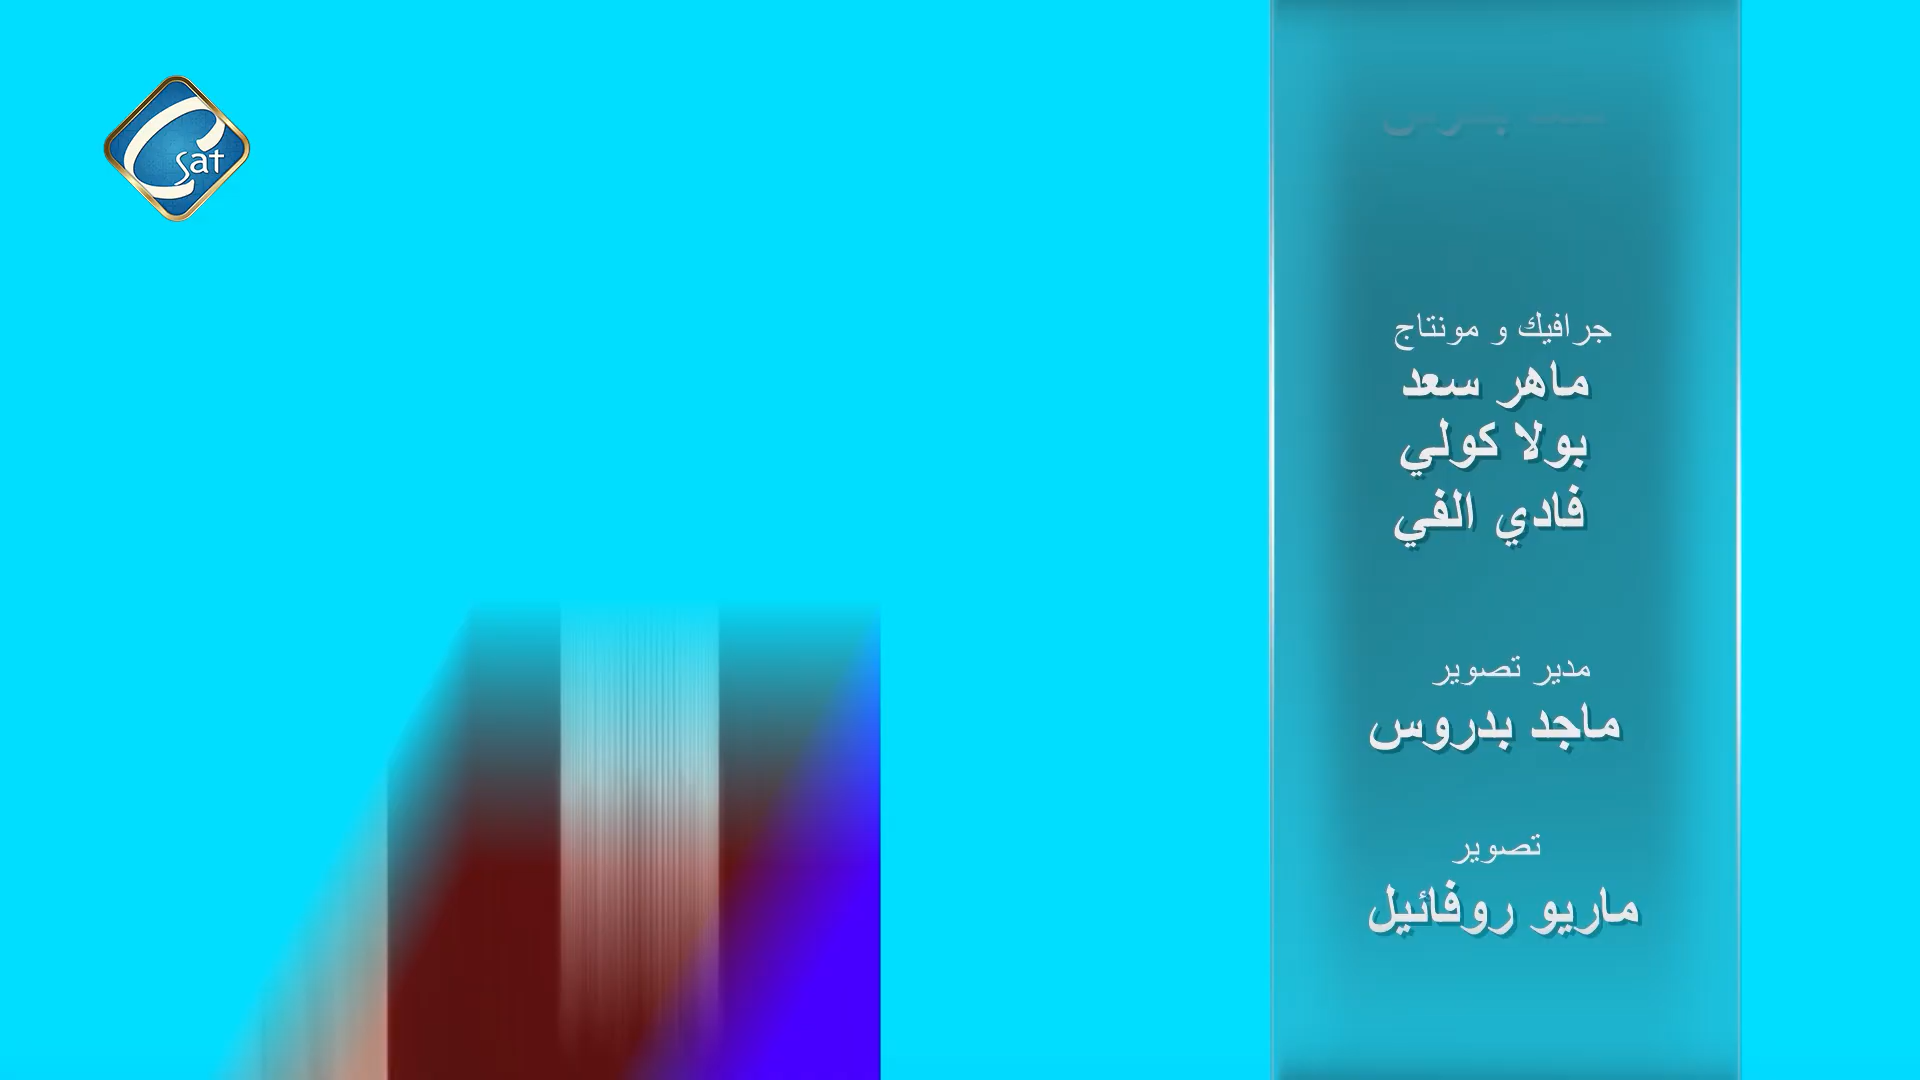 C
Sat
جرافيك و مونتاج
ماهر سعد
بولا كولي
فادي الفي
مدير تصوير
ماجد بدروس
تصوير
ماريو روفائيل